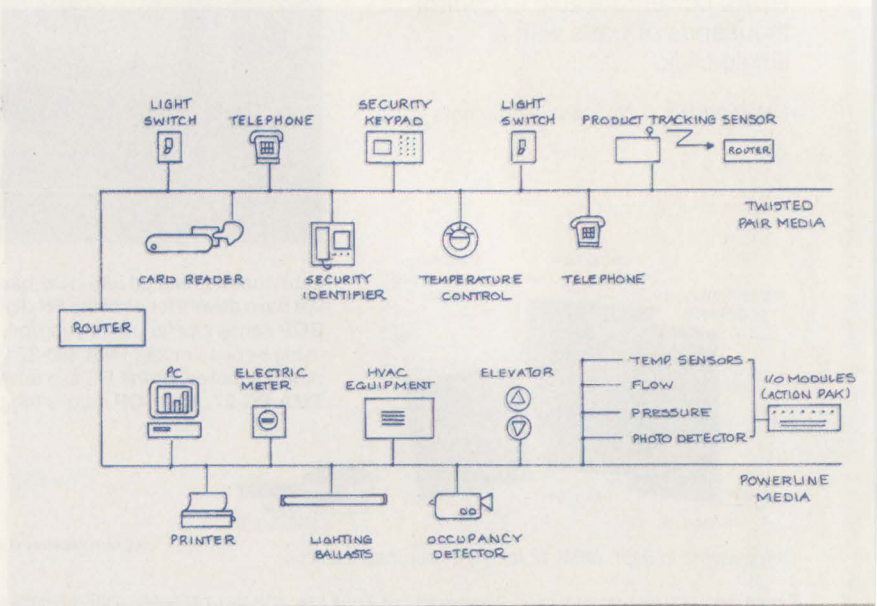 LIGHT
SWITCH
TELEPHONE
SECURITY
KEYPAD
LIGHT
SWITCH
PRODUCT TRACKING SENSOR
ROUTER
TWISTED
PAIR MEDIA
CARD READER
SECURITY
IDENTIFIER
TEMPERATURE
CONTROL
TELEPHONE
ROUTER
PC
ELECTRIC
METER
HVAC
EQUIPMENT
ELEVATOR
TEMP SENSORS
FLOW
PRESSURE
PHOTO DETECTOR
I/O MODULES
(ACTION PAK)
POWERLINE
MEDIA
PRINTER
LIGHTING
BALLASTS
OCCUPANCY
DETECTOR